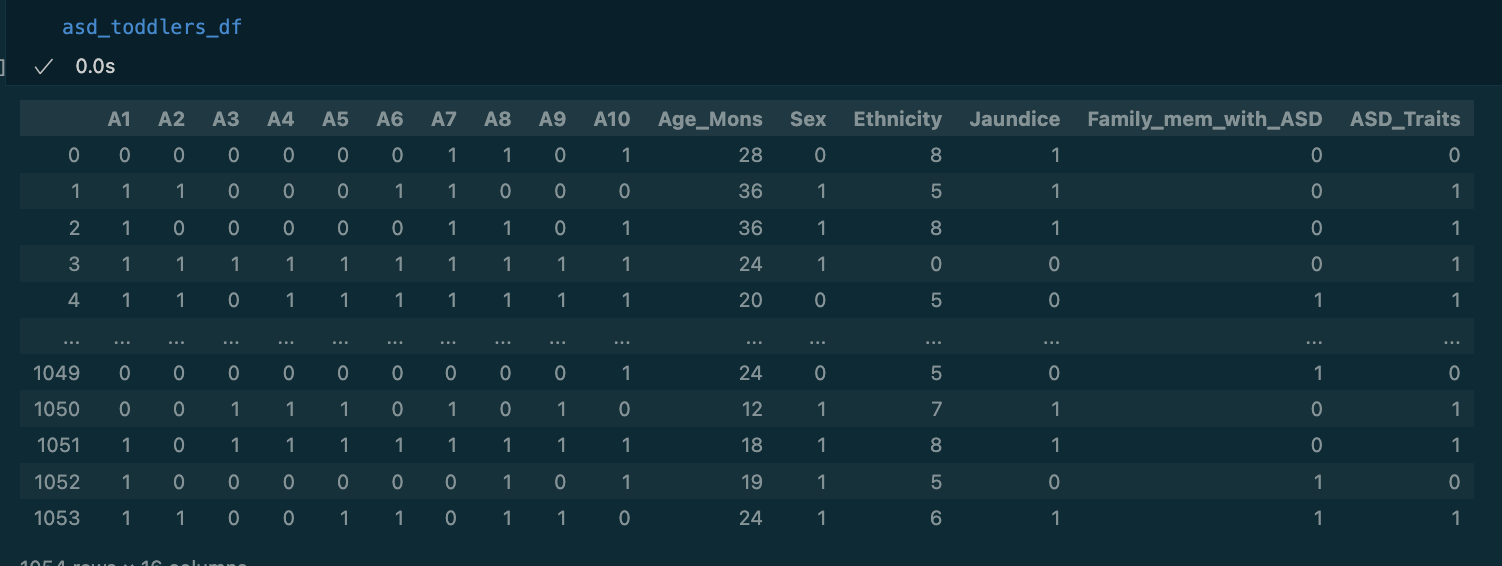 asd_toddlers_df
] ✓ 0.0s
A1 A2 A3 A4 A5 A6 A7 A8 A9 A10 Age_Mons Sex Ethnicity Jaundice Family_mem_with_ASD ASD_Traits
0 0 0 0 0 0 0 1 1 0 1 28 0 8 1 0 0
1 1 1 0 0 0 1 1 0 0 0 36 1 5 1 0 1
2 1 0 0 0 0 0 1 1 0 1 36 1 8 1 0 1
3 1 1 1 1 1 1 1 1 1 1 24 1 0 0 0 1
4 1 1 0 1 1 1 1 1 1 1 20 0 5 0 1 1
... ... ... ... ... ... ... ... ... ... ... ... ... ... ... ... ...
1049 0 0 0 0 0 0 0 0 0 1 24 0 5 0 1 0
1050 0 0 1 1 1 0 1 0 1 0 12 1 7 1 0 1
1051 1 0 1 1 1 1 1 1 1 1 18 1 8 1 0 1
1052 1 0 0 0 0 0 0 1 0 1 19 1 5 0 1 0
1053 1 1 0 0 1 1 0 1 1 0 24 1 6 1 1 1
1054 rows x 16 columns